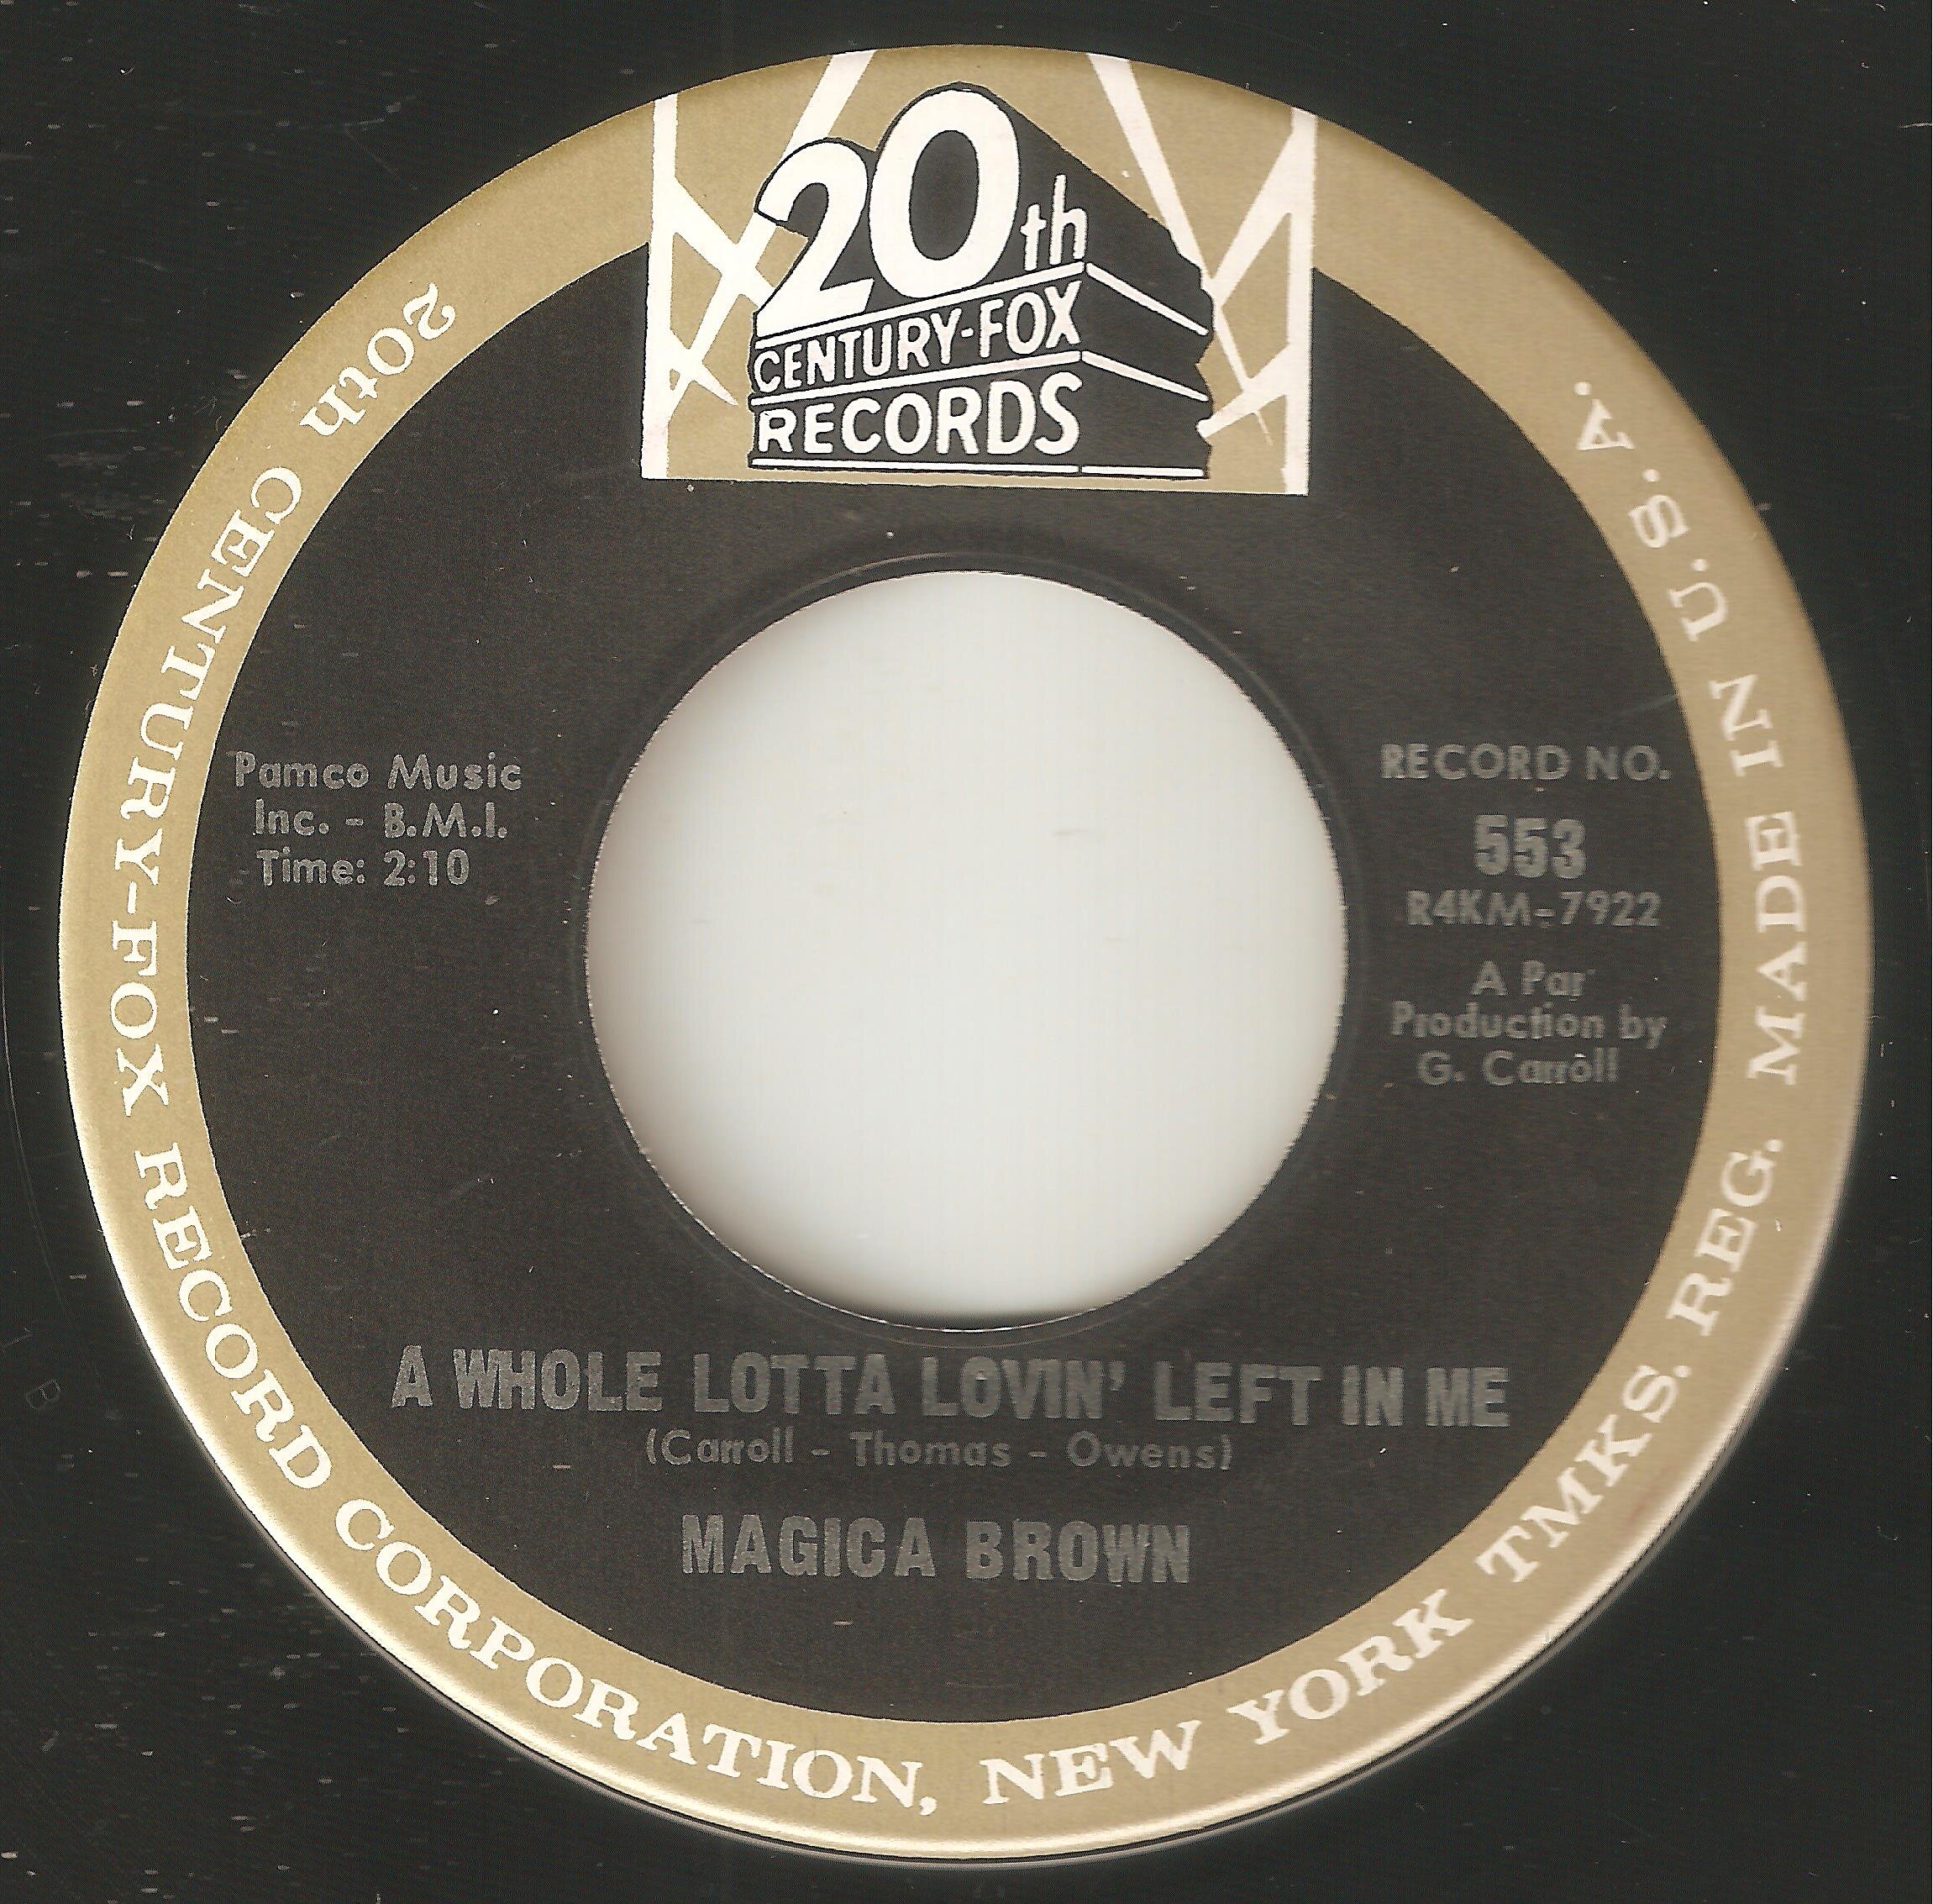 20th
CENTURY-FOX
RECORDS
Pamco Music
Inc. - B.M.I.
Time: 2:10
RECORD NO.
553
R4KM-7922
A Par
Production by
G. Carroll
A WHOLE LOTTA LOVIN' LEFT IN ME
(Carroll - Thomas - Owens)
MAGICA BROWN
20th CENTURY-FOX RECORD CORPORATION, NEW YORK TMKS. REG. MADE IN U.S.A.